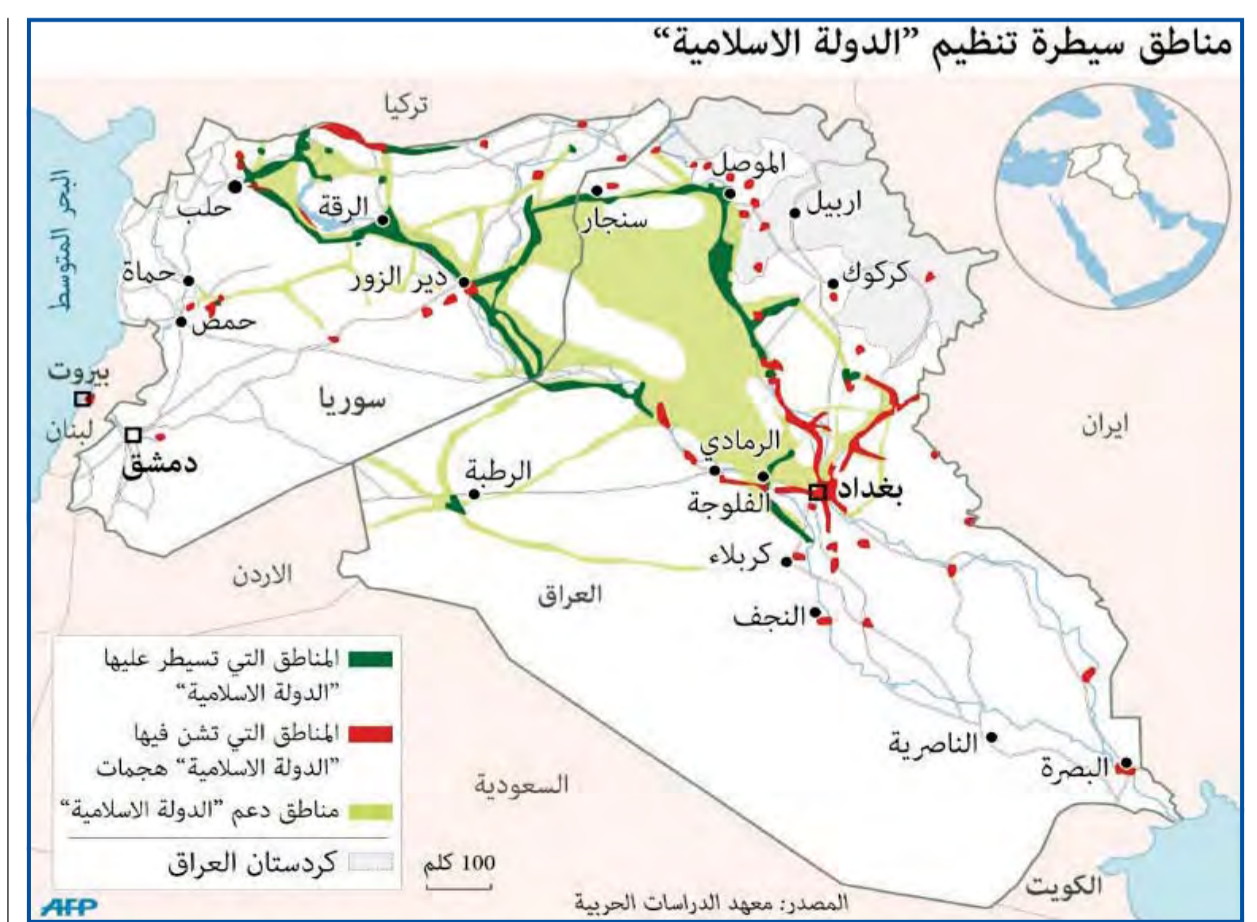 مناطق سيطرة تنظيم ”الدولة الاسلامية“
تركيا
البحر المتوسط
حلب
الرقة
سنجار
الموصل
اربيل
كركوك
حماة
حمص
دير الزور
سوريا
بيروت
لبنان
دمشق
ايران
الرطبة
الرمادي
الفلوجة
بغداد
كربلاء
النجف
الاردن
العراق
الناصرية
البصرة
السعودية
الكويت
المناطق التي تسيطر عليها
”الدولة الاسلامية“
المناطق التي تشن فيها
”الدولة الاسلامية“ هجمات
مناطق دعم ”الدولة الاسلامية“
كردستان العراق
100 كلم
المصدر: معهد الدراسات الحربية
AFP